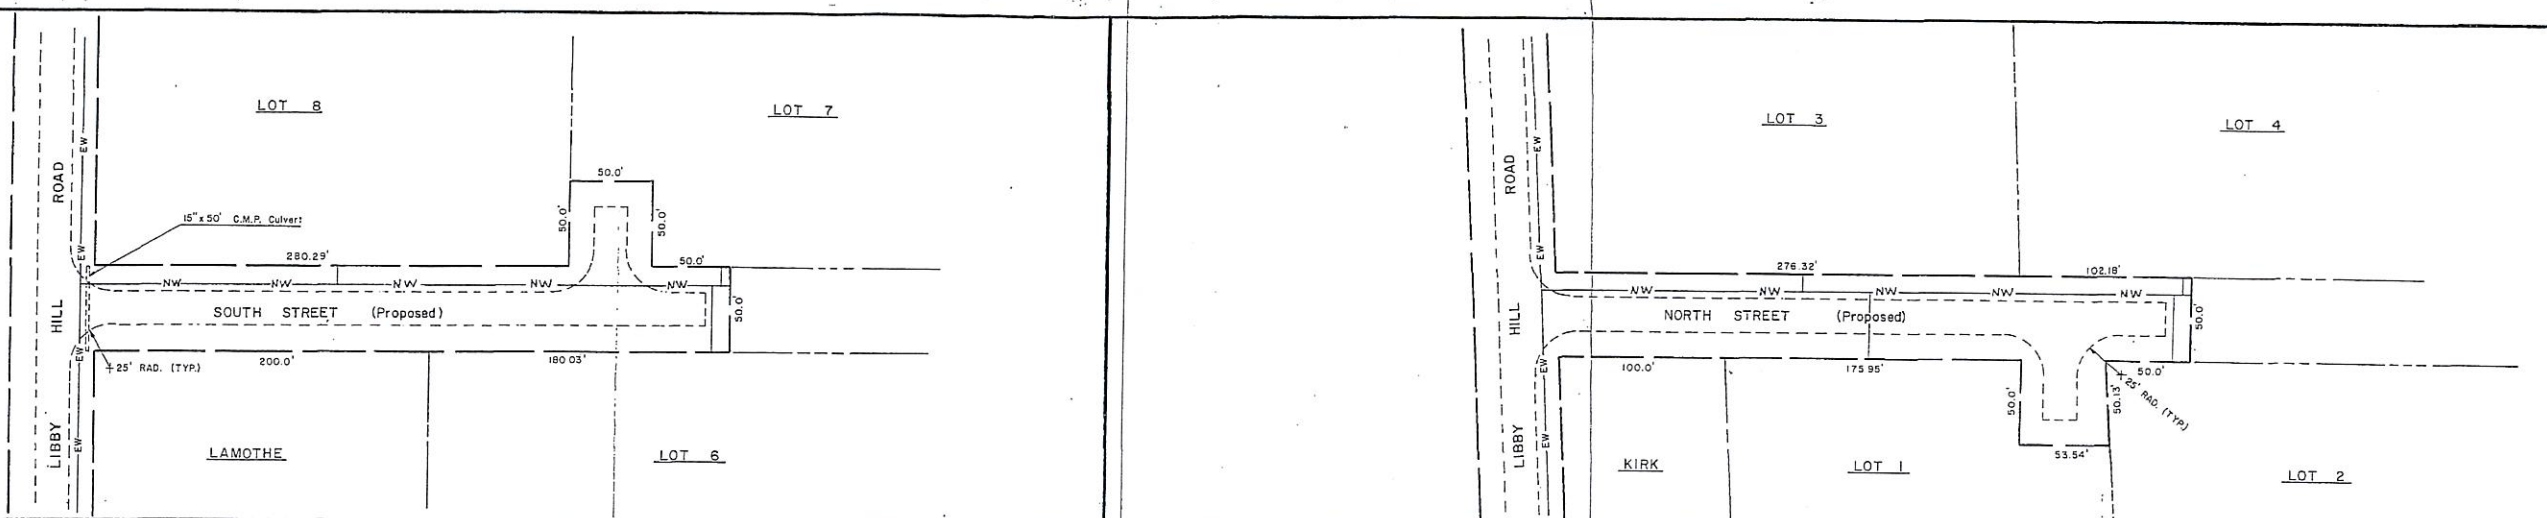 LOT 8
LOT 7
EW
ROAD
50.0'
50.0'
50.0'
15" x 50' C.M.P. Culvert
EW
280.29'
50.0'
NW NW NW NW NW
HILL
SOUTH STREET (Proposed)
50.0'
EW
200.0'
180.03'
25' RAD. (TYP.)
LIBBY
EW
LAMOTHE
LOT 6
LOT 3
LOT 4
EW
ROAD
EW
276.32'
102.18'
NW NW NW NW NW
HILL
NORTH STREET (Proposed)
50.0'
EW
100.0'
175.95'
50.0'
50.0'
50.13'
25' RAD. (TYP.)
LIBBY
EW
53.54'
KIRK
LOT 1
LOT 2